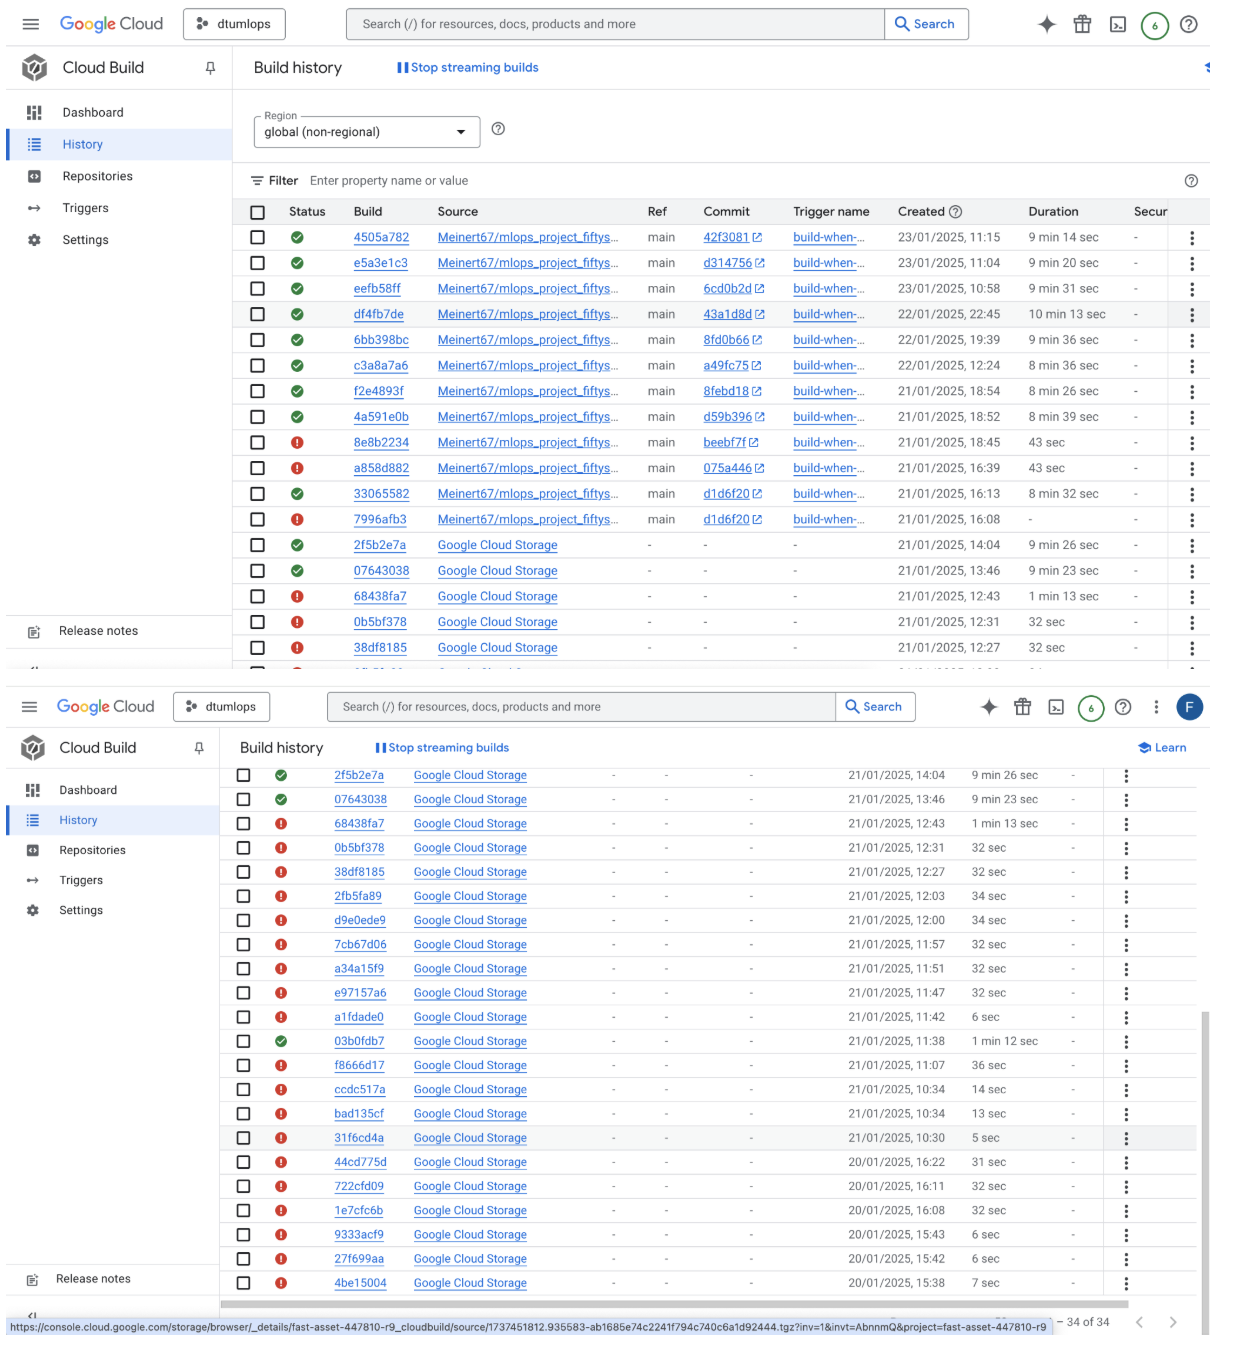 Google Cloud dtumlops Search (/) for resources, docs, products and more Search 6
Cloud Build Build history Stop streaming builds
Dashboard
History
Repositories
Triggers
Settings
Release notes
Region
global (non-regional)
Filter Enter property name or value
Status Build Source Ref Commit Trigger name Created Duration Secur
4505a782 Meinert67/mlops_project_fiftys... main 42f3081 build-when-... 23/01/2025, 11:15 9 min 14 sec -
e5a3e1c3 Meinert67/mlops_project_fiftys... main d314756 build-when-... 23/01/2025, 11:04 9 min 20 sec -
eefb58ff Meinert67/mlops_project_fiftys... main 6cd0b2d build-when-... 23/01/2025, 10:58 9 min 31 sec -
df4fb7de Meinert67/mlops_project_fiftys... main 43a1d8d build-when-... 22/01/2025, 22:45 10 min 13 sec -
6bb398bc Meinert67/mlops_project_fiftys... main 8fd0b66 build-when-... 22/01/2025, 19:39 9 min 36 sec -
c3a8a7a6 Meinert67/mlops_project_fiftys... main a49fc75 build-when-... 22/01/2025, 12:24 8 min 36 sec -
f2e4893f Meinert67/mlops_project_fiftys... main 8febd18 build-when-... 21/01/2025, 18:54 8 min 26 sec -
4a591e0b Meinert67/mlops_project_fiftys... main d59b396 build-when-... 21/01/2025, 18:52 8 min 39 sec -
8e8b2234 Meinert67/mlops_project_fiftys... main beebf7f build-when-... 21/01/2025, 18:45 43 sec -
a858d882 Meinert67/mlops_project_fiftys... main 075a446 build-when-... 21/01/2025, 16:39 43 sec -
33065582 Meinert67/mlops_project_fiftys... main d1d6f20 build-when-... 21/01/2025, 16:13 8 min 32 sec -
7996afb3 Meinert67/mlops_project_fiftys... main d1d6f20 build-when-... 21/01/2025, 16:08 - -
2f5b2e7a Google Cloud Storage - - - 21/01/2025, 14:04 9 min 26 sec -
07643038 Google Cloud Storage - - - 21/01/2025, 13:46 9 min 23 sec -
68438fa7 Google Cloud Storage - - - 21/01/2025, 12:43 1 min 13 sec -
0b5bf378 Google Cloud Storage - - - 21/01/2025, 12:31 32 sec -
38df8185 Google Cloud Storage - - - 21/01/2025, 12:27 32 sec -
Google Cloud dtumlops Search (/) for resources, docs, products and more Search 6 F
Cloud Build Build history Stop streaming builds Learn
Dashboard
History
Repositories
Triggers
Settings
Release notes
2f5b2e7a Google Cloud Storage - - - 21/01/2025, 14:04 9 min 26 sec -
07643038 Google Cloud Storage - - - 21/01/2025, 13:46 9 min 23 sec -
68438fa7 Google Cloud Storage - - - 21/01/2025, 12:43 1 min 13 sec -
0b5bf378 Google Cloud Storage - - - 21/01/2025, 12:31 32 sec -
38df8185 Google Cloud Storage - - - 21/01/2025, 12:27 32 sec -
2fb5fa89 Google Cloud Storage - - - 21/01/2025, 12:03 34 sec -
d9e0ede9 Google Cloud Storage - - - 21/01/2025, 12:00 34 sec -
7cb67d06 Google Cloud Storage - - - 21/01/2025, 11:57 32 sec -
a34a15f9 Google Cloud Storage - - - 21/01/2025, 11:51 32 sec -
e97157a6 Google Cloud Storage - - - 21/01/2025, 11:47 32 sec -
a1fdade0 Google Cloud Storage - - - 21/01/2025, 11:42 6 sec -
03b0fdb7 Google Cloud Storage - - - 21/01/2025, 11:38 1 min 12 sec -
f8666d17 Google Cloud Storage - - - 21/01/2025, 11:07 36 sec -
ccdc517a Google Cloud Storage - - - 21/01/2025, 10:34 14 sec -
bad135cf Google Cloud Storage - - - 21/01/2025, 10:34 13 sec -
31f6cd4a Google Cloud Storage - - - 21/01/2025, 10:30 5 sec -
44cd775d Google Cloud Storage - - - 20/01/2025, 16:22 31 sec -
722cfd09 Google Cloud Storage - - - 20/01/2025, 16:11 32 sec -
1e7cfc6b Google Cloud Storage - - - 20/01/2025, 16:08 32 sec -
9333acf9 Google Cloud Storage - - - 20/01/2025, 15:43 6 sec -
27f699aa Google Cloud Storage - - - 20/01/2025, 15:42 6 sec -
4be15004 Google Cloud Storage - - - 20/01/2025, 15:38 7 sec -
– 34 of 34
https://console.cloud.google.com/storage/browser/_details/fast-asset-447810-r9_cloudbuild/source/1737451812.935583-ab1685e74c2241f794c740c6a1d92444.tgz?inv=1&invt=AbnnmQ&project=fast-asset-447810-r9